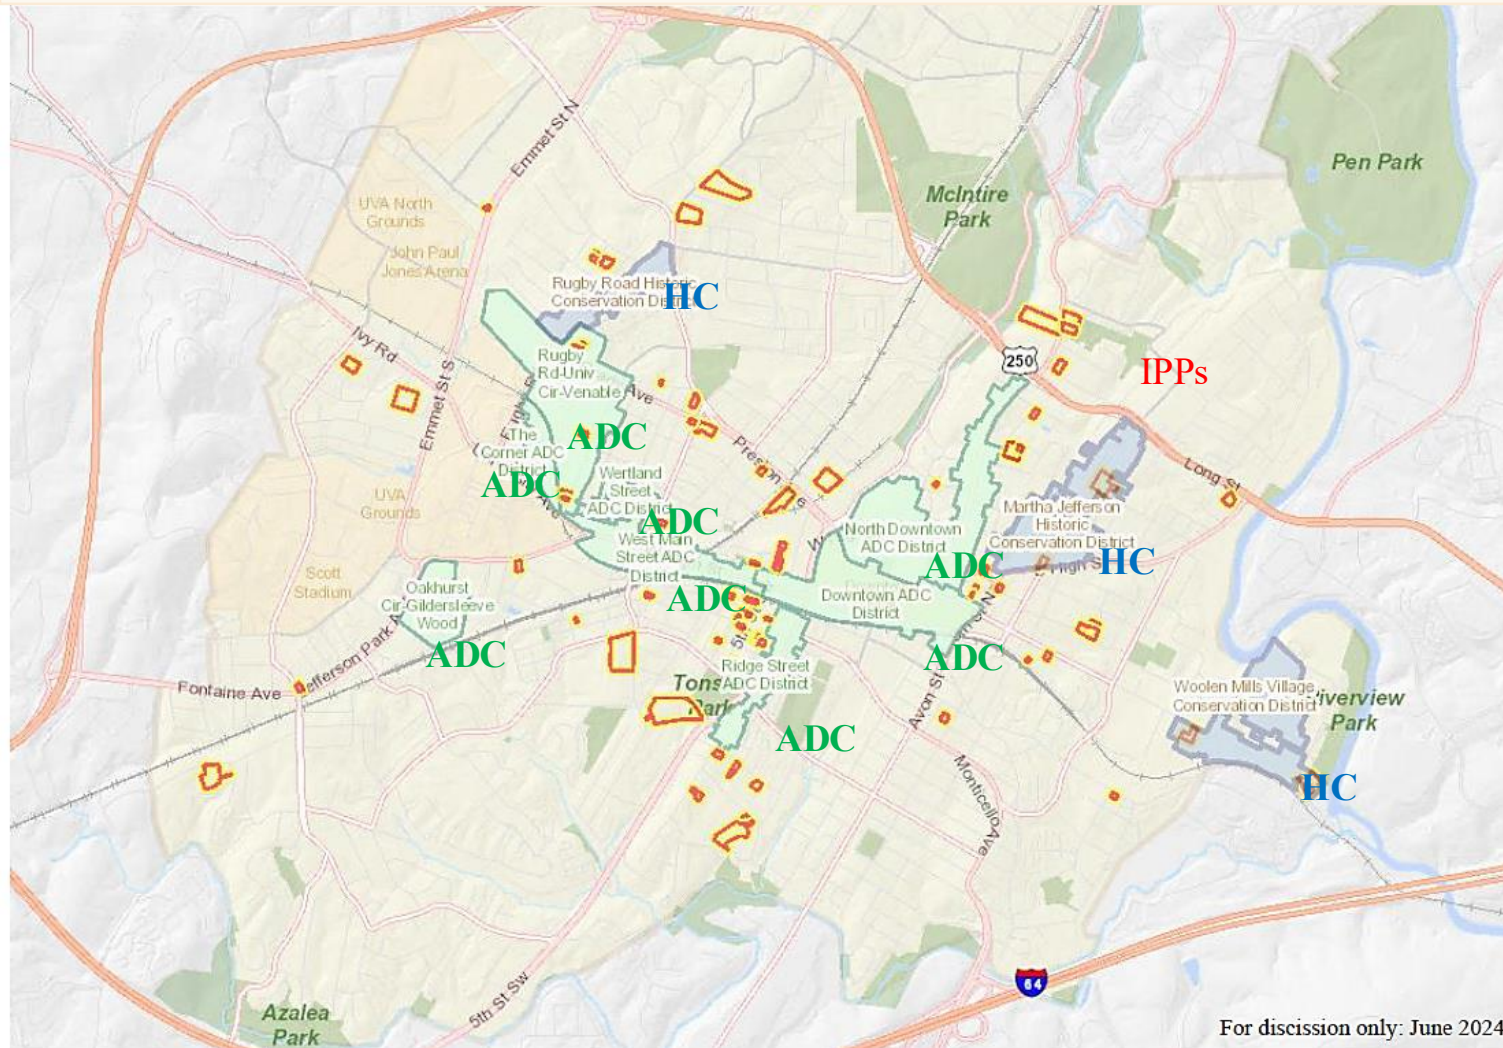 Emmet St N
UVA North
Grounds
John Paul
Jones Arena
McIntire
Park
Pen Park
Rugby Road Historic
Conservation District
HC
Ivy Rd
Emmet St S
Rugby
Rd-Univ
Cir-Venable
Ave
250
IPPs
The
Corner ADC
District
ADC
ADC
Wertland
Street
ADC District
ADC
Preston Ave
W
UVA
Grounds
North Downtown
ADC District
ADC
Martha Jefferson
Historic
Conservation District
HC
High St
Long St
West Main
Street ADC
District
ADC
Scott
Stadium
Oakhurst
Cir-Gildersleeve
Wood
ADC
Downtown ADC
District
ADC
Jefferson Park A
Fontaine Ave
Tons
Park
Ridge Street
ADC District
ADC
Avon St
Monticello Ave
Woolen Mills Village
Conservation District
iverview
Park
HC
5th St Sw
64
Azalea
Park
For discission only: June 2024